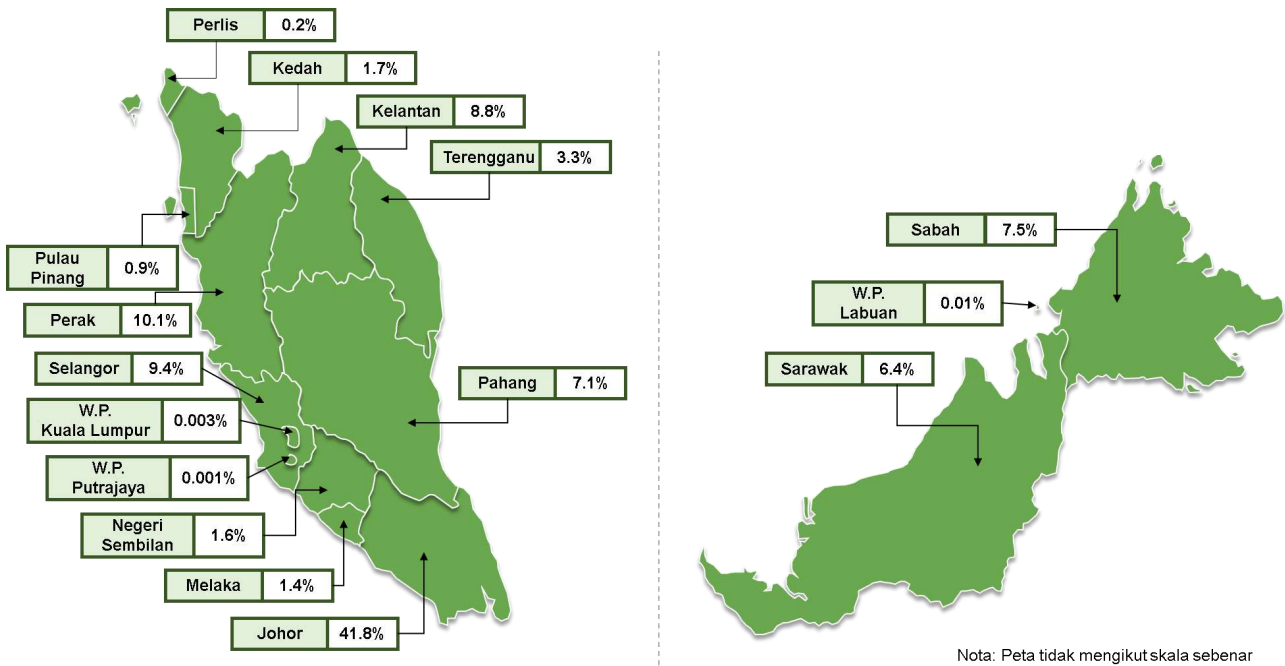 Perlis 0.2%
Kedah 1.7%
Kelantan 8.8%
Terengganu 3.3%
Pulau
Pinang
0.9%
Perak 10.1%
Selangor 9.4%
W.P.
Kuala Lumpur
0.003%
W.P.
Putrajaya
0.001%
Negeri
Sembilan
1.6%
Melaka 1.4%
Johor 41.8%
Pahang 7.1%
Sabah 7.5%
W.P.
Labuan
0.01%
Sarawak 6.4%
Nota: Peta tidak mengikut skala sebenar